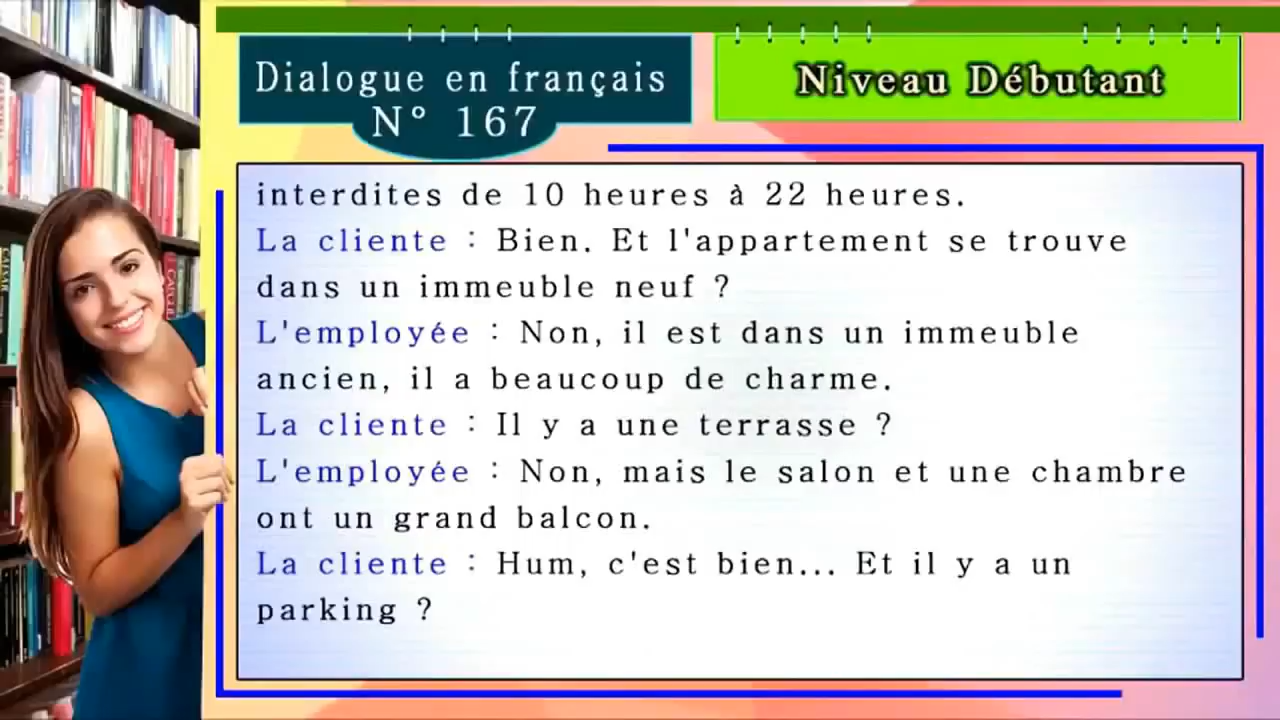 Dialogue en français
N° 167
Niveau Débutant
interdites de 10 heures à 22 heures.
La cliente : Bien. Et l'appartement se trouve
dans un immeuble neuf ?
L'employée : Non, il est dans un immeuble
ancien, il a beaucoup de charme.
La cliente : Il y a une terrasse ?
L'employée : Non, mais le salon et une chambre
ont un grand balcon.
La cliente : Hum, c'est bien... Et il y a un
parking ?